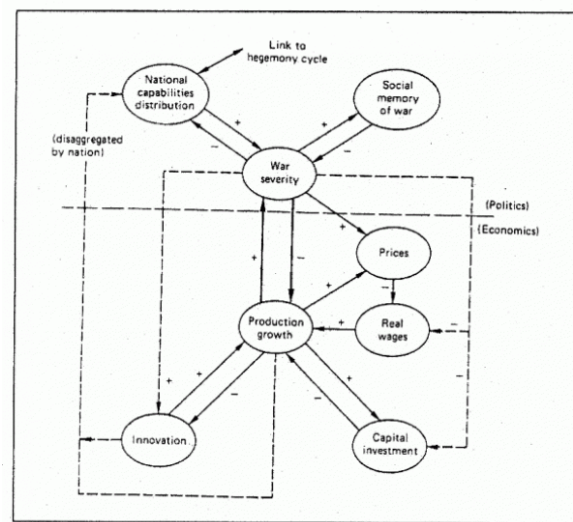 Link to
hegemony cycle
National
capabilities
distribution
Social
memory
of war
+
+
-
-
(disaggregated
by nation)
War
severity
(Politics)
(Economics)
+
Prices
+
-
+
-
Production
growth
+
Real
wages
-
+
+
+
-
-
-
Innovation
Capital
investment